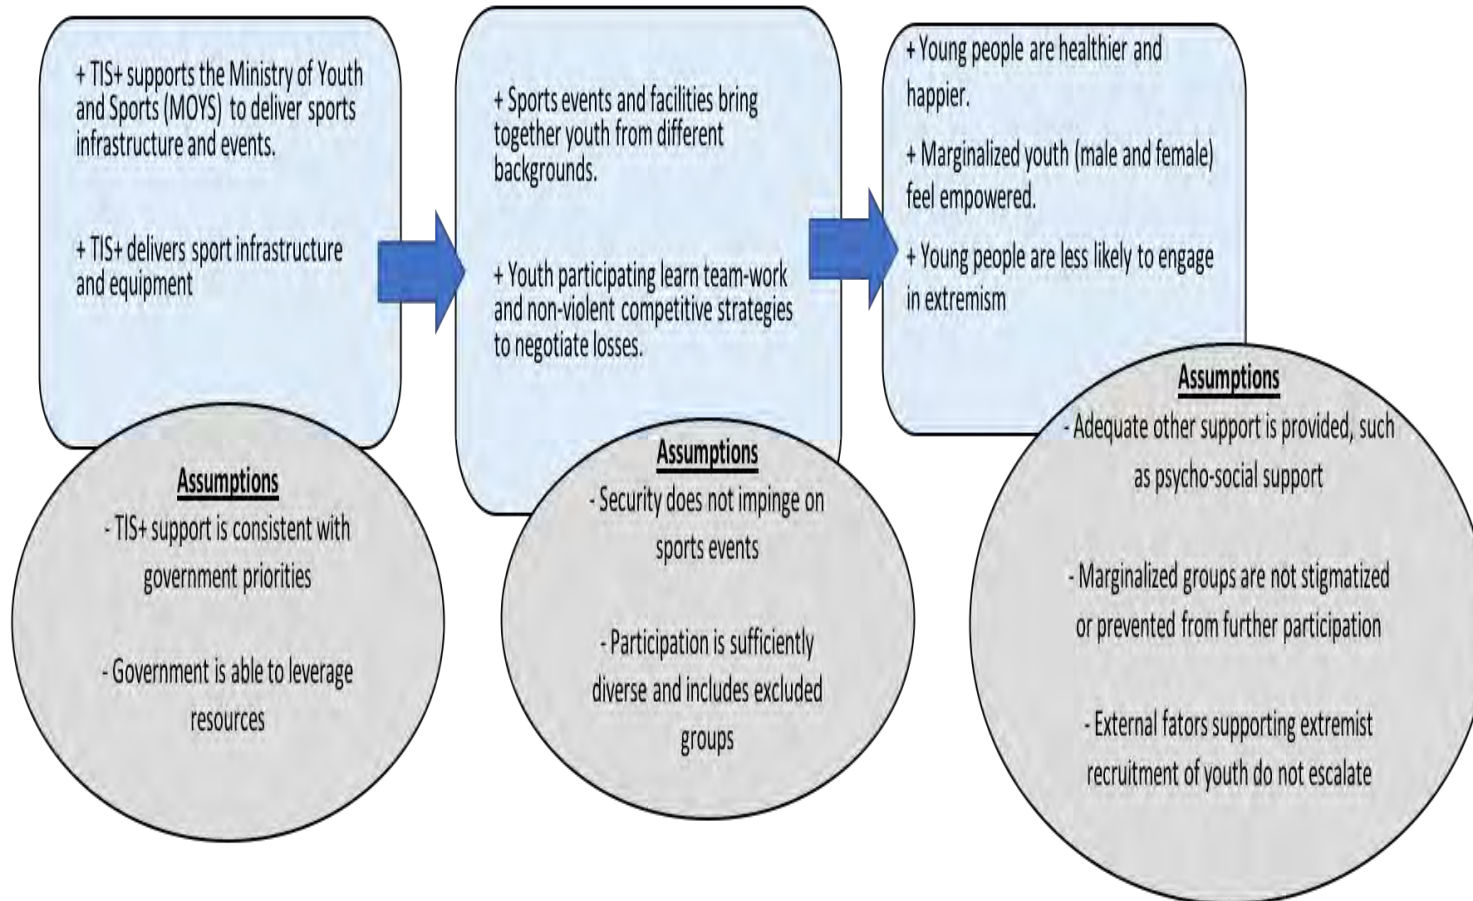 + TIS+ supports the Ministry of Youth
and Sports (MOYS) to deliver sports
infrastructure and events.
+ TIS+ delivers sport infrastructure
and equipment
Assumptions
- TIS+ support is consistent with
government priorities
- Government is able to leverage
resources
+ Sports events and facilities bring
together youth from different
backgrounds.
+ Youth participating learn team-work
and non-violent competitive strategies
to negotiate losses.
Assumptions
- Security does not impinge on
sports events
- Participation is sufficiently
diverse and includes excluded
groups
+ Young people are healthier and
happier.
+ Marginalized youth (male and female)
feel empowered.
+ Young people are less likely to engage
in extremism
Assumptions
- Adequate other support is provided, such
as psycho-social support
- Marginalized groups are not stigmatized
or prevented from further participation
- External fators supporting extremist
recruitment of youth do not escalate